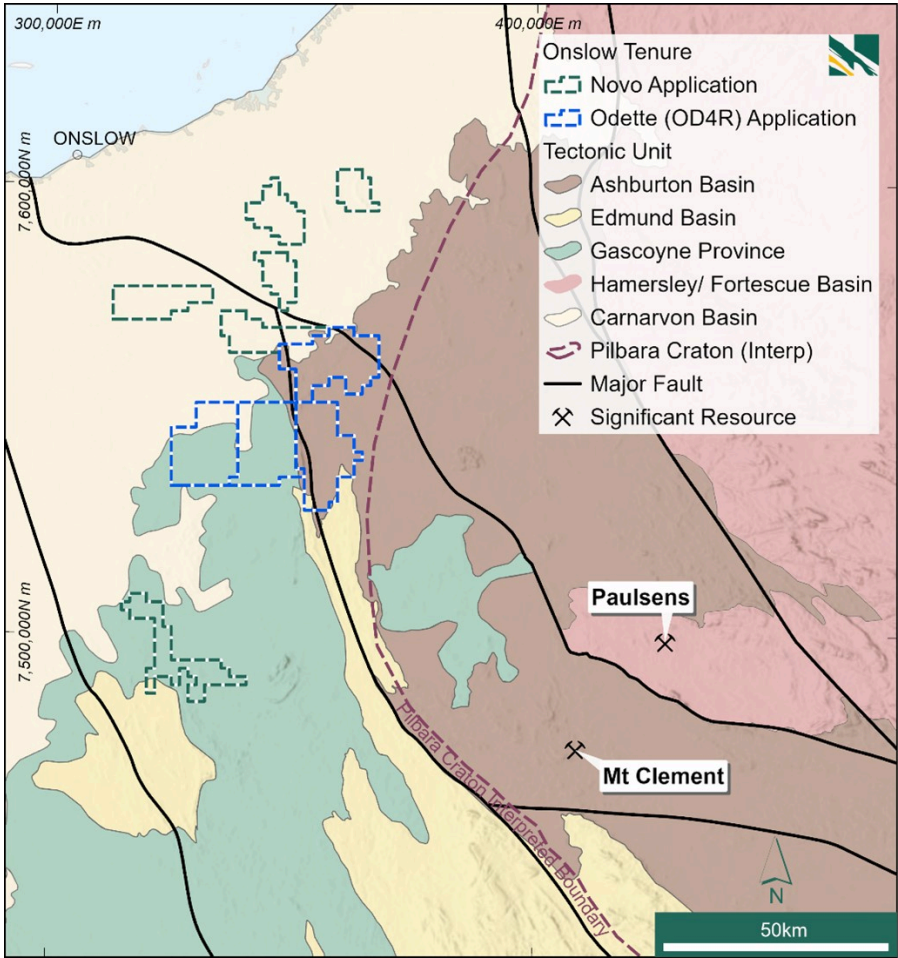 300,000E m
400,000E m
Onslow Tenure
Novo Application
Odette (OD4R) Application
Tectonic Unit
Ashburton Basin
Edmund Basin
Gascoyne Province
Hamersley/ Fortescue Basin
Carnarvon Basin
Pilbara Craton (Interp)
Major Fault
Significant Resource
ONSLOW
7,600,000N m
Paulsens
7,500,000N m
Mt Clement
Pilbara Craton Interpreted Boundary
N
50km